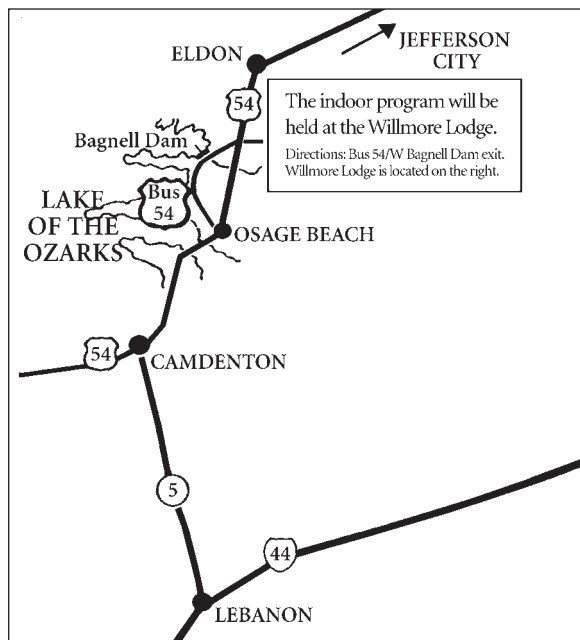 ELDON
JEFFERSON
CITY
54
The indoor program will be
held at the Willmore Lodge.
Directions: Bus 54/W Bagnell Dam exit.
Willmore Lodge is located on the right.
Bagnell Dam
Bus
54
LAKE
OF THE
OZARKS
OSAGE BEACH
54
CAMDENTON
5
44
LEBANON